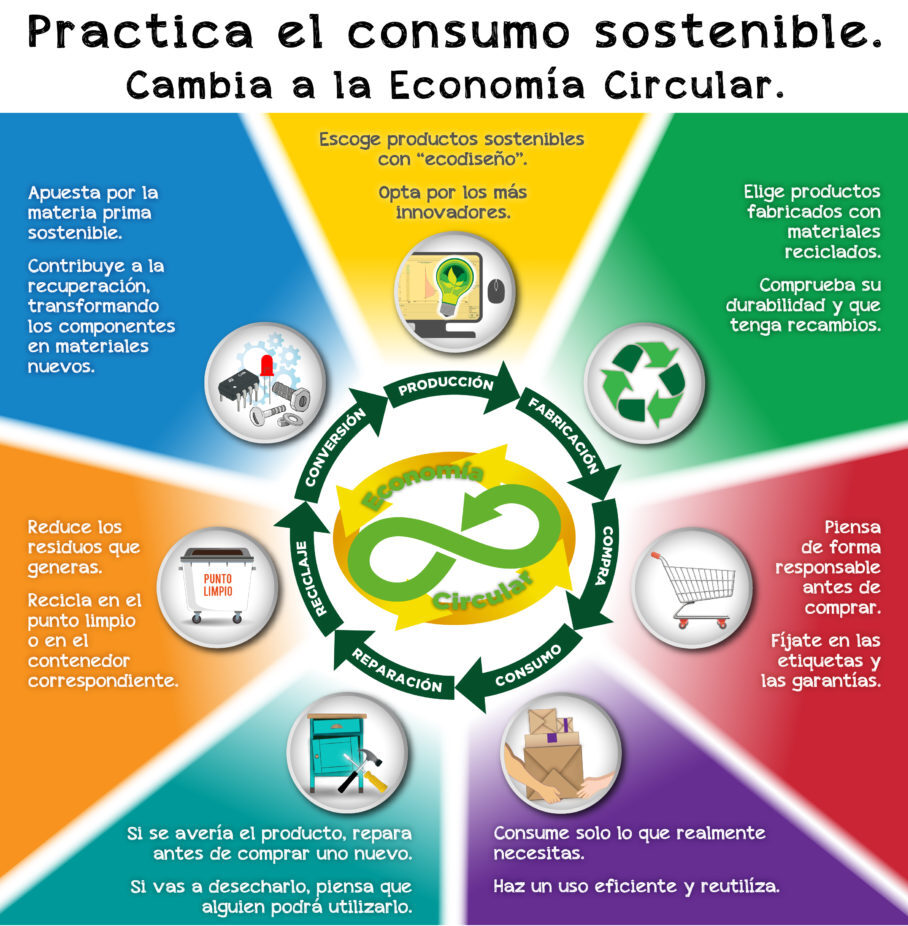 Practica el consumo sostenible.
Cambia a la Economía Circular.
Escoge productos sostenibles
con “ecodiseño”.
Opta por los más
innovadores.
Apuesta por la
materia prima
sostenible.
Contribuye a la
recuperación,
transformando
los componentes
en materiales
nuevos.
Elige productos
fabricados con
materiales
reciclados.
Comprueba su
durabilidad y que
tenga recambios.
PRODUCCIÓN
FABRICACIÓN
COMPRA
CONSUMO
REPARACIÓN
RECICLAJE
CONVERSIÓN
Economía
Circular
Reduce los
residuos que
generas.
Recicla en el
punto limpio
o en el
contenedor
correspondiente.
PUNTO
LIMPIO
Piensa
de forma
responsable
antes de
comprar.
Fíjate en las
etiquetas y
las garantías.
Si se avería el producto, repara
antes de comprar uno nuevo.
Si vas a desecharlo, piensa que
alguien podrá utilizarlo.
Consume solo lo que realmente
necesitas.
Haz un uso eficiente y reutilíza.